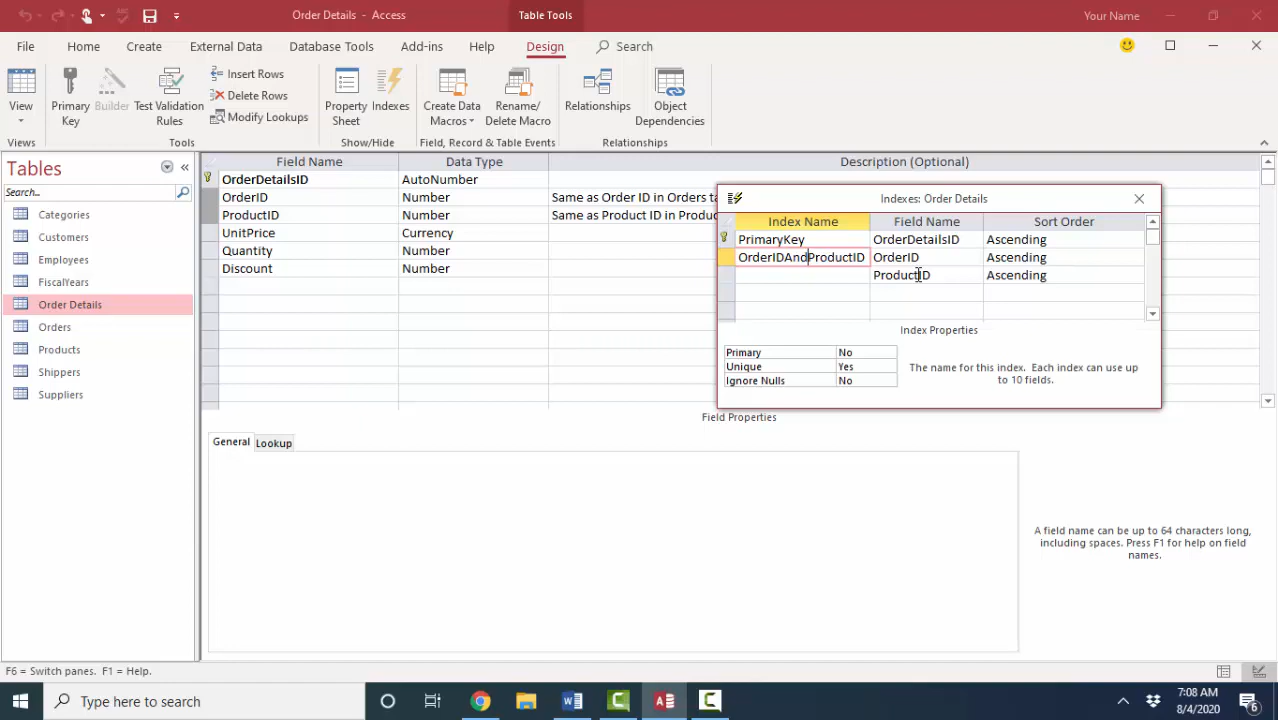 Order Details - Access
Table Tools
Your Name
File Home Create External Data Database Tools Add-ins Help Design Search
View
Primary Key
Builder
Test Validation Rules
Insert Rows
Delete Rows
Modify Lookups
Property Sheet
Indexes
Create Data Macros
Rename/ Delete Macro
Relationships
Object Dependencies
Views Tools Show/Hide Field, Record & Table Events Relationships
Tables
Search...
Categories
Customers
Employees
FiscalYears
Order Details
Orders
Products
Shippers
Suppliers
Field Name Data Type Description (Optional)
OrderDetailsID AutoNumber
OrderID Number Same as Order ID in Orders ta
ProductID Number Same as Product ID in Produc
UnitPrice Currency
Quantity Number
Discount Number
Indexes: Order Details
Index Name Field Name Sort Order
PrimaryKey OrderDetailsID Ascending
OrderIDAndProductID OrderID Ascending
ProductID Ascending
Index Properties
Primary No
Unique Yes
Ignore Nulls No
The name for this index. Each index can use up
to 10 fields.
Field Properties
General Lookup
A field name can be up to 64 characters long,
including spaces. Press F1 for help on field
names.
F6 = Switch panes. F1 = Help.
Type here to search
7:08 AM
8/4/2020
6